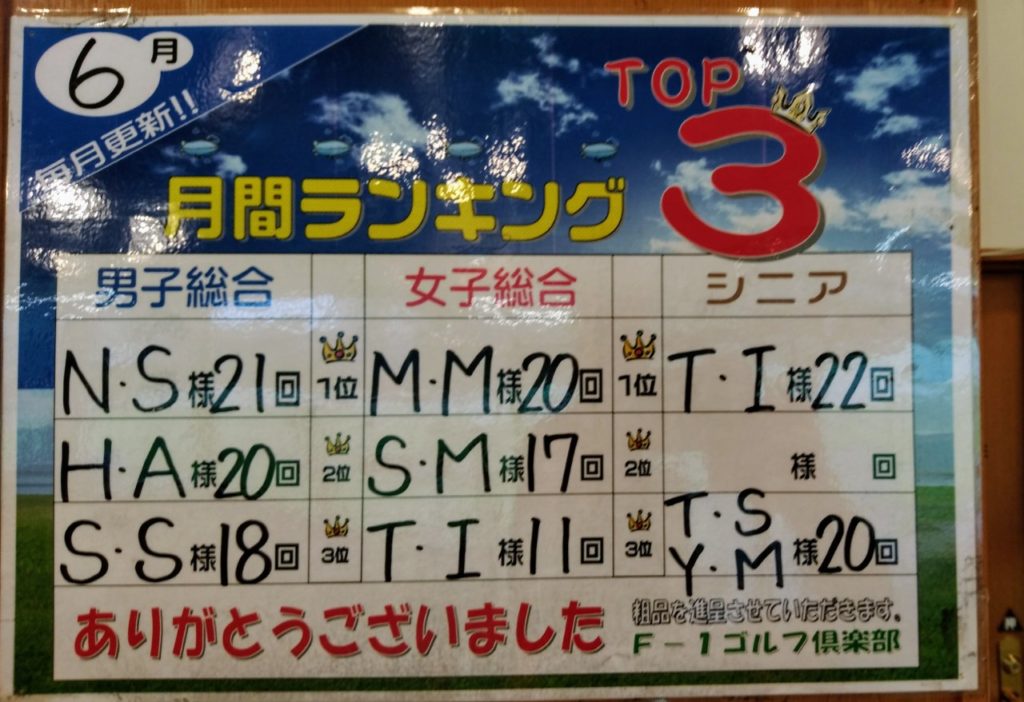 6月
毎月更新!!
TOP
3
月間ランキング
男子総合 女子総合 シニア
N・S様21回 1位 M・M様20回 1位 T・I様22回
H・A様20回 2位 S・M様17回 2位 様 回
S・S様18回 3位 T・I様11回 3位 T・S
Y・M様20回
ありがとうございました
粗品を進呈させていただきます。
F-1ゴルフ倶楽部